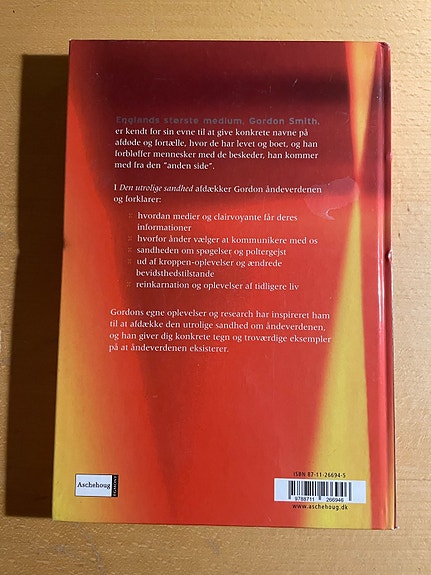 Englands største medium, Gordon Smith,
er kendt for sin evne til at give konkrete navne på
afdøde og fortælle, hvor de har levet og boet, og han
forbløffer mennesker med de beskeder, han kommer
med fra den "anden side".
I Den utrolige sandhed afdækker Gordon åndeverdenen
og forklarer:
hvordan medier og clairvoyante får deres
informationer
hvorfor ånder vælger at kommunikere med os
sandheden om spøgelser og poltergejst
ud af kroppen-oplevelser og ændrede
bevidsthedstilstande
reinkarnation og oplevelser af tidligere liv
Gordons egne oplevelser og research har inspireret ham
til at afdække den utrolige sandhed om åndeverdenen,
og han giver dig konkrete tegn og troværdige eksempler
på at åndeverdenen eksisterer.
Aschehoug
EGMONT
ISBN 87-11-26694-5
9788711 266946
www.aschehoug.dk